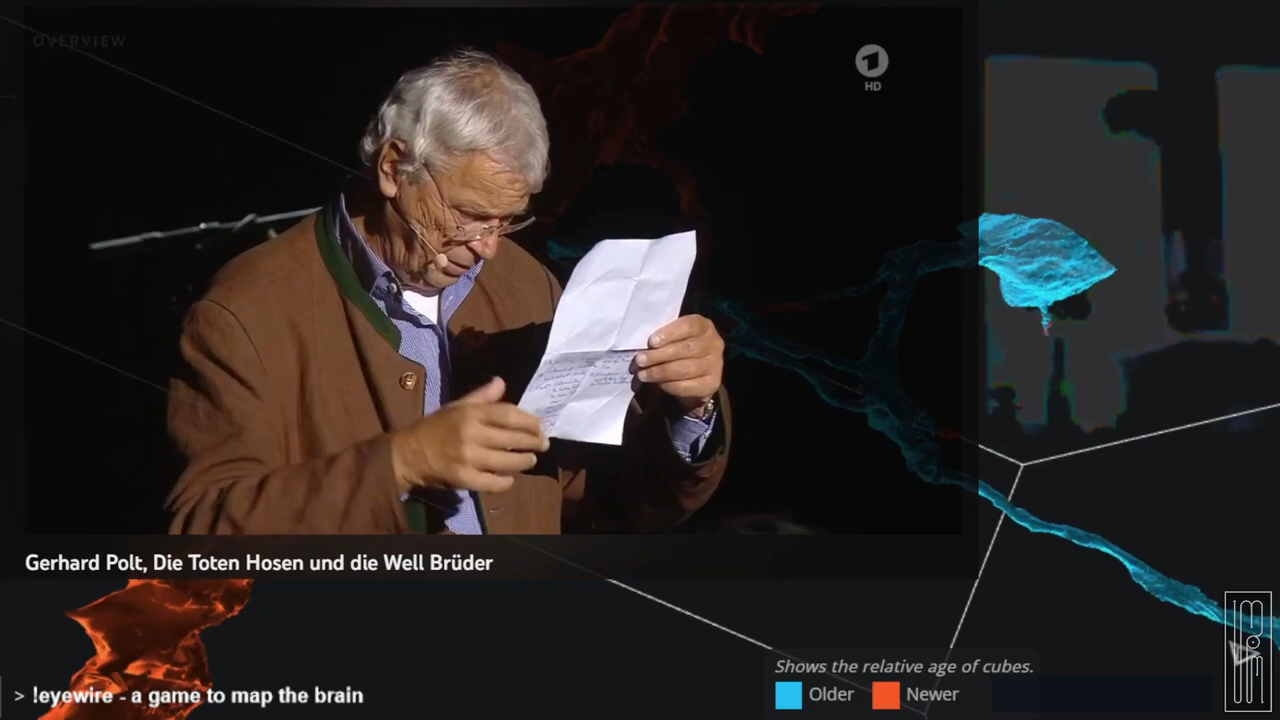 OVERVIEW
1
HD
Gerhard Polt, Die Toten Hosen und die Well Brüder
> !eyewire - a game to map the brain
Shows the relative age of cubes.
Older
Newer